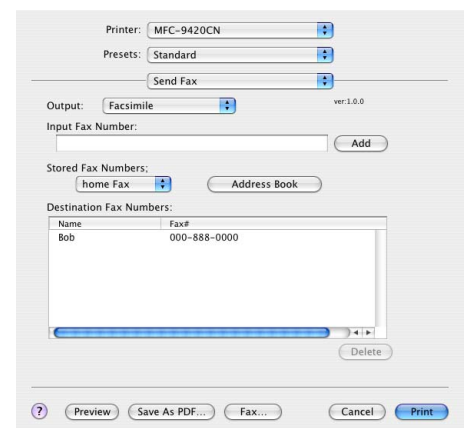 Printer: MFC-9420CN
Presets: Standard
Send Fax
Output: Facsimile ver:1.0.0
Input Fax Number:
Add
Stored Fax Numbers;
home Fax Address Book
Destination Fax Numbers:
Name Fax#
Bob 000-888-0000
Delete
? Preview Save As PDF... Fax... Cancel Print